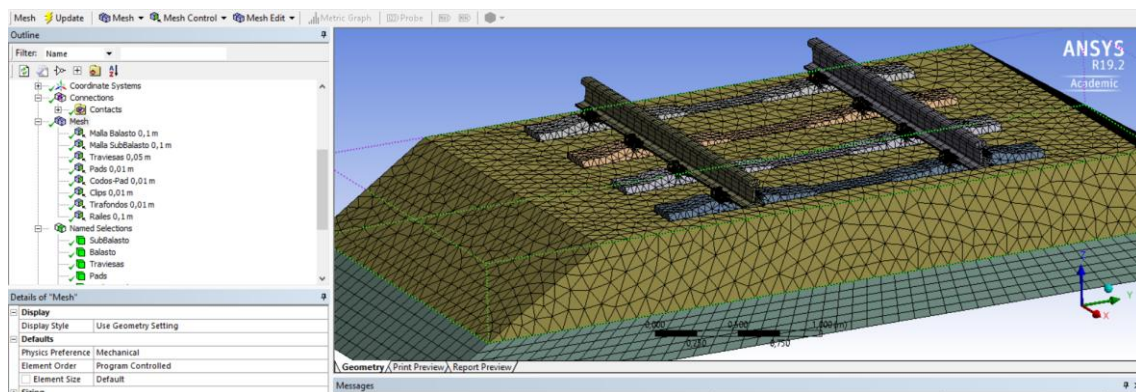 Mesh Update Mesh Mesh Control Mesh Edit Metric Graph Probe
Outline
Filter: Name
Coordinate Systems
Connections
Contacts
Mesh
Malla Balasto 0,1 m
Malla SubBalasto 0,1 m
Traviesas 0,05 m
Pads 0,01 m
Codos-Pad 0,01 m
Clips 0,01 m
Tirafondos 0,01 m
Railes 0,1 m
Named Selections
SubBalasto
Balasto
Traviesas
Pads
Details of "Mesh"
Display
Display Style Use Geometry Setting
Defaults
Physics Preference Mechanical
Element Order Program Controlled
Element Size Default
ANSYS
R19.2
Academic
0,000 0,500 1,000 (m)
0,250 0,750
Z
Y
X
Geometry Print Preview Report Preview
Messages